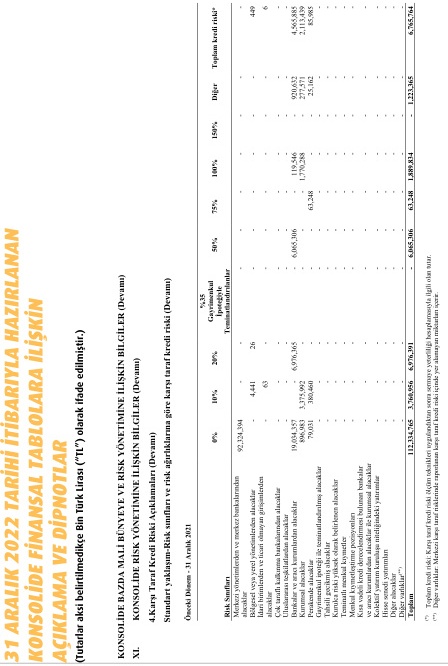 31 ARALIK 2022 TARİHİ İTİBARIYLA HAZIRLANAN
KONSOLİDE FİNANSAL TABLOLARA İLİŞKİN
AÇIKLAMA VE DİPNOTLAR
(Tutarlar aksi belirtilmedikçe Bin Türk Lirası (“TL”) olarak ifade edilmiştir.)
KONSOLİDE BAZDA MALİ BÜNYEYE VE RİSK YÖNETİMİNE İLİŞKİN BİLGİLER (Devamı)
XI. KONSOLİDE RİSK YÖNETİMİNE İLİŞKİN BİLGİLER (Devamı)
4.Karşı Taraf Kredi Riski Açıklamaları (Devamı)
Standart yaklaşım-Risk sınıfları ve risk ağırlıklarına göre karşı taraf kredi riski (Devamı)
Önceki Dönem - 31 Aralık 2021
%35
Gayrimenkul
İpoteğiyle
Risk Sınıfları 0% 10% 20% Teminatlandırılanlar 50% 75% 100% 150% Diğer Toplam kredi riski*
Merkezi yönetimlerden ve merkez bankalarından
alacaklar 92,324,394 - - - - - - - - -
Bölgesel veya yerel yönetimlerden alacaklar - 4,441 26 - - - - - - 449
İdari birimlerden ve ticari olmayan girişimlerden
alacaklar - 63 - - - - - - - 6
Çok taraflı kalkınma bankalarından alacaklar - - - - - - - - - -
Uluslararası teşkilatlardan alacaklar - - - - - - - - - -
Bankalar ve aracı kurumlardan alacaklar 19,034,357 - 6,976,365 - 6,065,306 - 119,546 - 920,632 4,565,885
Kurumsal alacaklar 896,983 3,375,992 - - - - 1,770,288 - 277,571 2,113,439
Perakende alacaklar 79,031 380,460 - - - 63,248 - - 25,162 85,985
Gayrimenkul ipoteği ile teminatlandırılmış alacaklar - - - - - - - - - -
Tahsili gecikmiş alacaklar - - - - - - - - - -
Kurulca riski yüksek olarak belirlenen alacaklar - - - - - - - - - -
Teminatlı menkul kıymetler - - - - - - - - - -
Menkul kıymetleştirme pozisyonları - - - - - - - - - -
Kısa vadeli kredi derecelendirmesi bulunan bankalar
ve aracı kurumlardan alacaklar ile kurumsal alacaklar - - - - - - - - - -
Kolektif yatırım kuruluşu niteliğindeki yatırımlar - - - - - - - - - -
Hisse senedi yatırımları - - - - - - - - - -
Diğer alacaklar - - - - - - - - - -
Diğer varlıklar(**) - - - - - - - - - -
Toplam 112,334,765 3,760,956 6,976,391 - 6,065,306 63,248 1,889,834 - 1,223,365 6,765,764
(*) Toplam kredi riski: Karşı taraf kredi riski ölçüm teknikleri uygulandıktan sonra sermaye yeterliliği hesaplamasıyla ilgili olan tutar.
(**) Diğer varlıklar: Merkezi karşı taraf risklerinde raporlanan karşı taraf kredi riski içinde yer alamayan miktarları içerir.